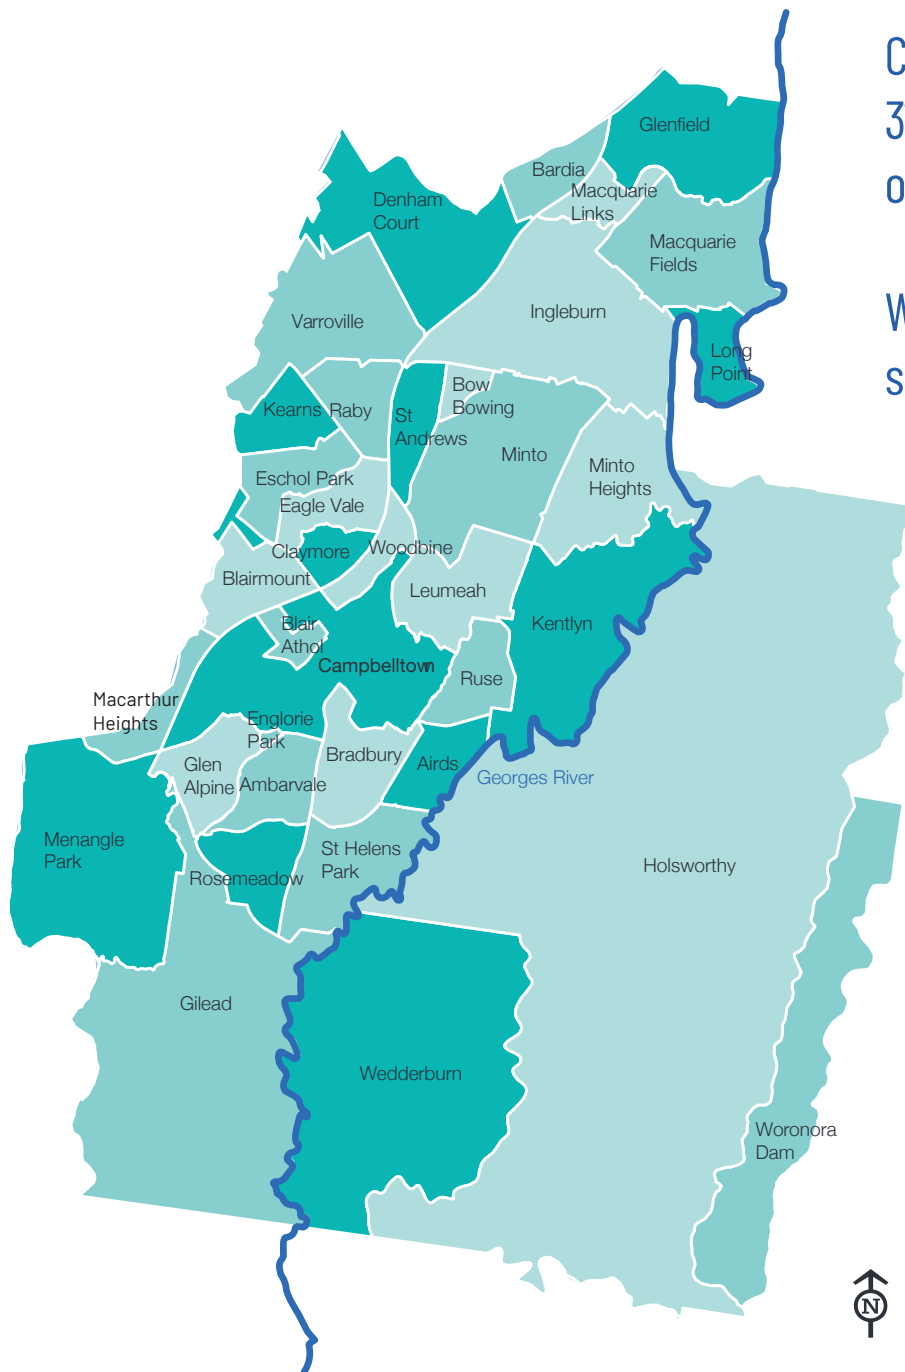 C
3
o
W
s
Glenfield
Bardia
Macquarie
Links
Denham
Court
Macquarie
Fields
Ingleburn
Varroville
Long
Point
Bow
Bowing
Kearns
Raby
St
Andrews
Minto
Minto
Heights
Eschol Park
Eagle Vale
Claymore
Woodbine
Blairmount
Leumeah
Blair
Athol
Kentlyn
Campbelltown
Ruse
Macarthur
Heights
Englorie
Park
Bradbury
Glen
Alpine
Ambarvale
Airds
Georges River
Menangle
Park
St Helens
Park
Rosemeadow
Holsworthy
Gilead
Wedderburn
Woronora
Dam
N